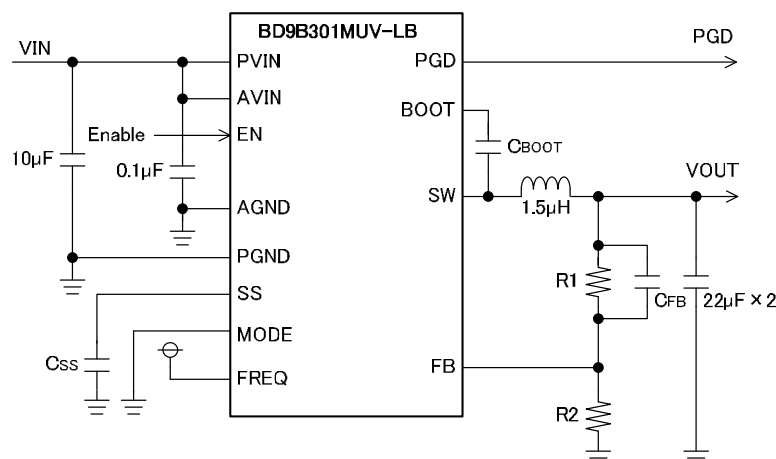 BD9B301MUV-LB
VIN
PVIN
PGD
PGD
AVIN
BOOT
Enable
EN
CBOOT
10μF
0.1μF
VOUT
SW
AGND
1.5μH
PGND
SS
R1
CFB
22μF×2
MODE
CSS
FREQ
FB
R2